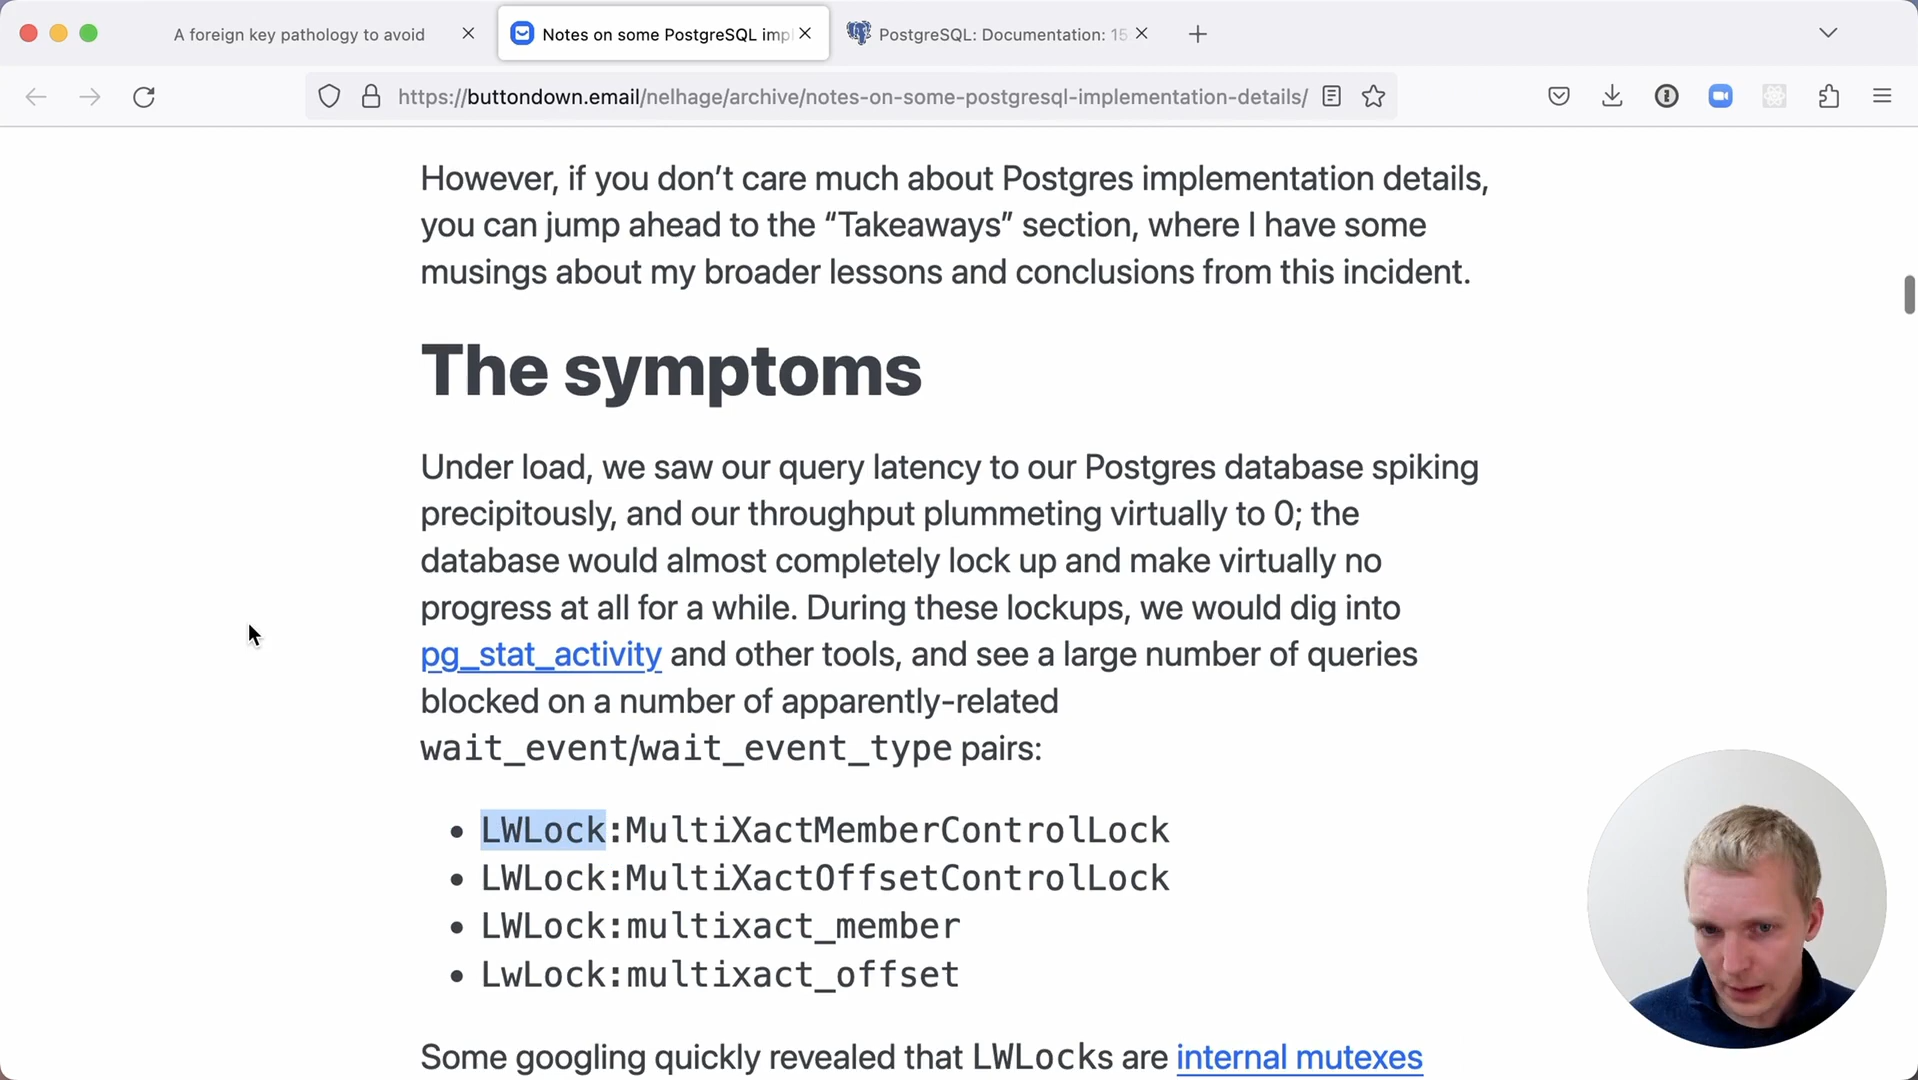 A foreign key pathology to avoid
Notes on some PostgreSQL imp
PostgreSQL: Documentation: 15
https://buttondown.email/nelhage/archive/notes-on-some-postgresql-implementation-details/
However, if you don’t care much about Postgres implementation details,
you can jump ahead to the “Takeaways” section, where I have some
musings about my broader lessons and conclusions from this incident.
The symptoms
Under load, we saw our query latency to our Postgres database spiking
precipitously, and our throughput plummeting virtually to 0; the
database would almost completely lock up and make virtually no
progress at all for a while. During these lockups, we would dig into
pg_stat_activity and other tools, and see a large number of queries
blocked on a number of apparently-related
wait_event/wait_event_type pairs:
• LWLock:MultiXactMemberControlLock
• LWLock:MultiXactOffsetControlLock
• LWLock:multixact_member
• LwLock:multixact_offset
Some googling quickly revealed that LWLocks are internal mutexes